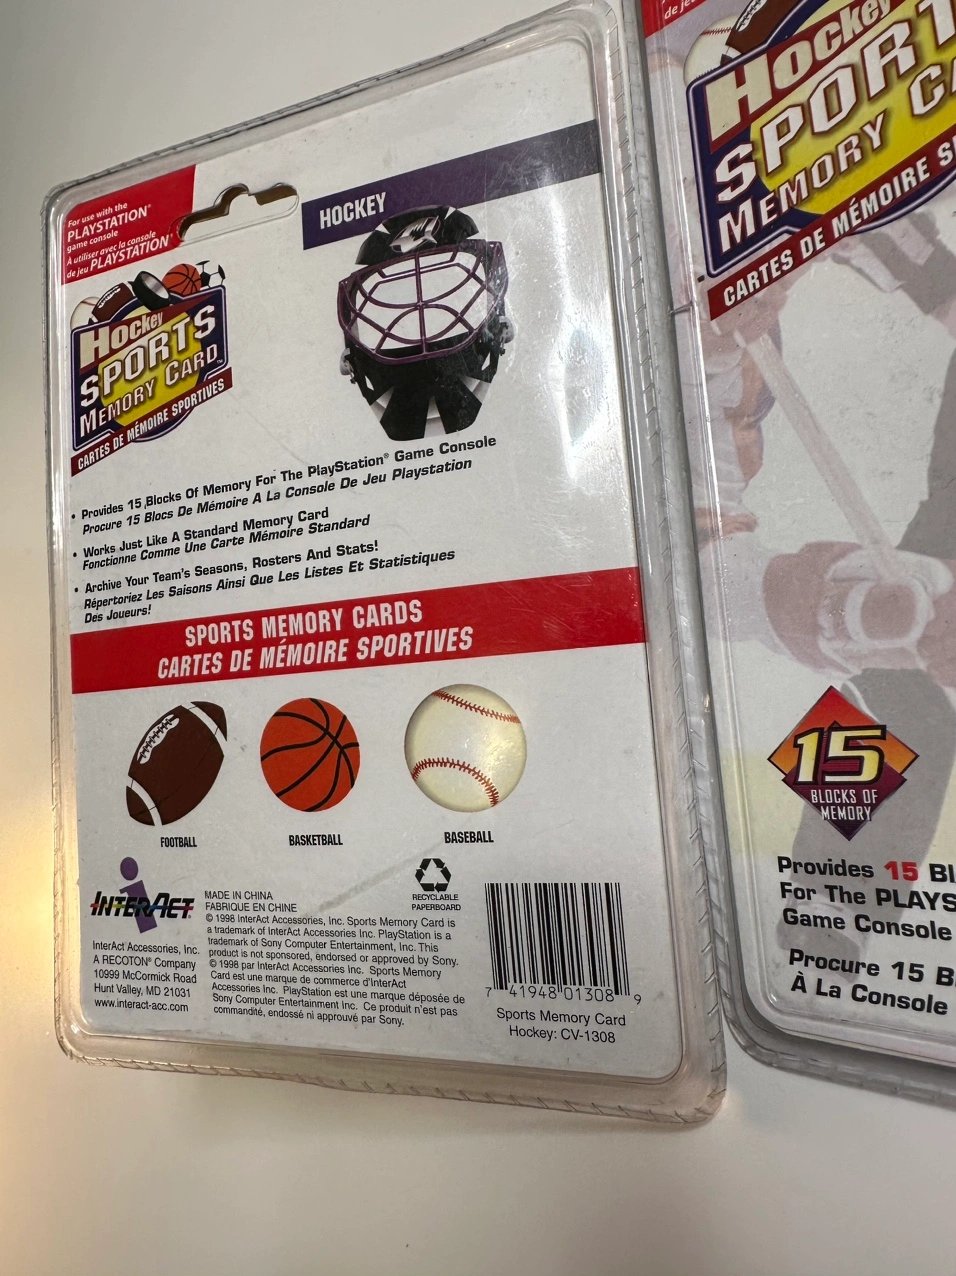 For use with the
PLAYSTATION®
game console
A utiliser avec la console
de jeu PLAYSTATION®
HOCKEY
Hockey
SPORTS
MEMORY CARD™
CARTES DE MÉMOIRE SPORTIVES
• Provides 15 Blocks Of Memory For The PlayStation® Game Console
Procure 15 Blocs De Mémoire A La Console De Jeu Playstation
• Works Just Like A Standard Memory Card
Fonctionne Comme Une Carte Mémoire Standard
• Archive Your Team's Seasons, Rosters And Stats!
Répertoriez Les Saisons Ainsi Que Les Listes Et Statistiques
Des Joueurs!
SPORTS MEMORY CARDS
CARTES DE MÉMOIRE SPORTIVES
FOOTBALL
BASKETBALL
BASEBALL
INTERACT
InterAct Accessories, Inc.
A RECOTON® Company
10999 McCormick Road
Hunt Valley, MD 21031
www.interact-acc.com
MADE IN CHINA
FABRIQUE EN CHINE
© 1998 InterAct Accessories, Inc. Sports Memory Card is
a trademark of InterAct Accessories Inc. PlayStation is a
trademark of Sony Computer Entertainment, Inc. This
product is not sponsored, endorsed or approved by Sony.
© 1998 par InterAct Accessories Inc. Sports Memory
Card est une marque de commerce d'InterAct
Accessories Inc. PlayStation est une marque déposée de
Sony Computer Entertainment Inc. Ce produit n'est pas
commandité, endossé ni approuvé par Sony.
RECYCLABLE
PAPERBOARD
7 41948 01308 9
Sports Memory Card
Hockey: CV-1308
de jeu
Hockey
SPORT
MEMORY CA
CARTES DE MÉMOIRE S
15
BLOCKS OF
MEMORY
Provides 15 Bl
For The PLAYS
Game Console
Procure 15 B
À La Console